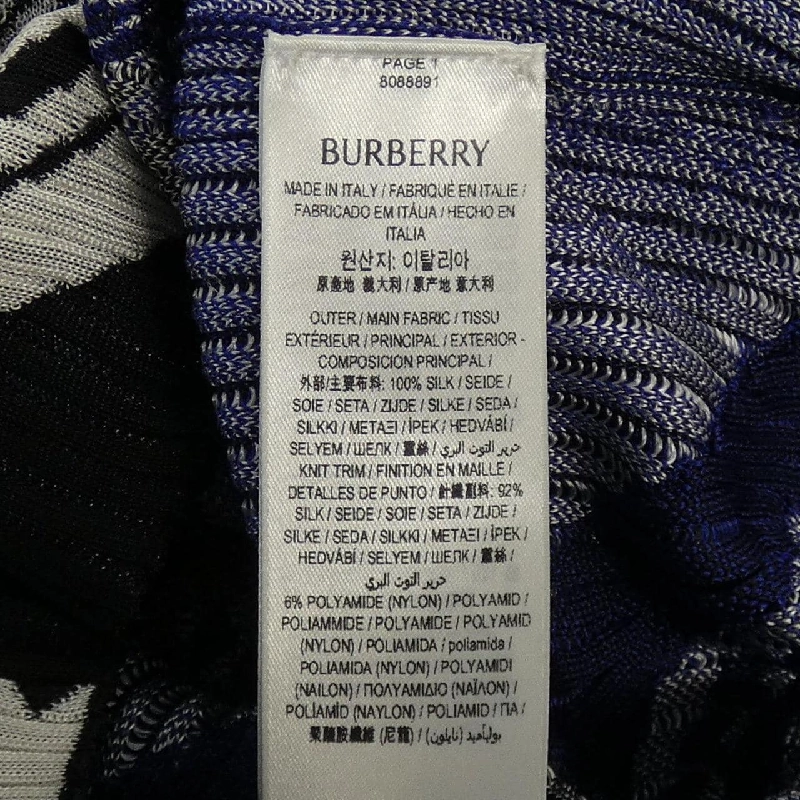 PAGE 1
8088891
BURBERRY
MADE IN ITALY / FABRIQUÉ EN ITALIE /
FABRICADO EM ITÁLIA / HECHO EN
ITALIA
원산지: 이탈리아
原產地 義大利 / 原产地 意大利
OUTER / MAIN FABRIC / TISSU
EXTÉRIEUR / PRINCIPAL / EXTERIOR -
COMPOSICIÓN PRINCIPAL /
外部/主要布料: 100% SILK / SEIDE /
SOIE / SETA / ZIJDE / SILKE / SEDA /
SILKKI / ΜΕΤΑΞΙ / İPEK / HEDVÁBÍ /
SELYEM / ШЕЛК / 蠶絲 / حرير التوت البري /
KNIT TRIM / FINITION EN MAILLE /
DETALLES DE PUNTO / 針織副料: 92%
SILK / SEIDE / SOIE / SETA / ZIJDE /
SILKE / SEDA / SILKKI / ΜΕΤΑΞΙ / İPEK /
HEDVÁBÍ / SELYEM / ШЕЛК / 蠶絲 /
حرير التوت البري
6% POLYAMIDE (NYLON) / POLYAMID /
POLIAMMIDE / POLYAMIDE / POLYAMID
(NYLON) / POLIAMIDA / poliamida /
POLIAMIDA (NYLON) / POLYAMIDI
(NAILON) / ΠΟΛΥΑΜΙΔΙΟ (ΝΑΪΛΟΝ) /
POLİAMİD (NAYLON) / POLIAMID / ПА /
聚醯胺纖維 (尼龍) / بولياميد (نايلون) /